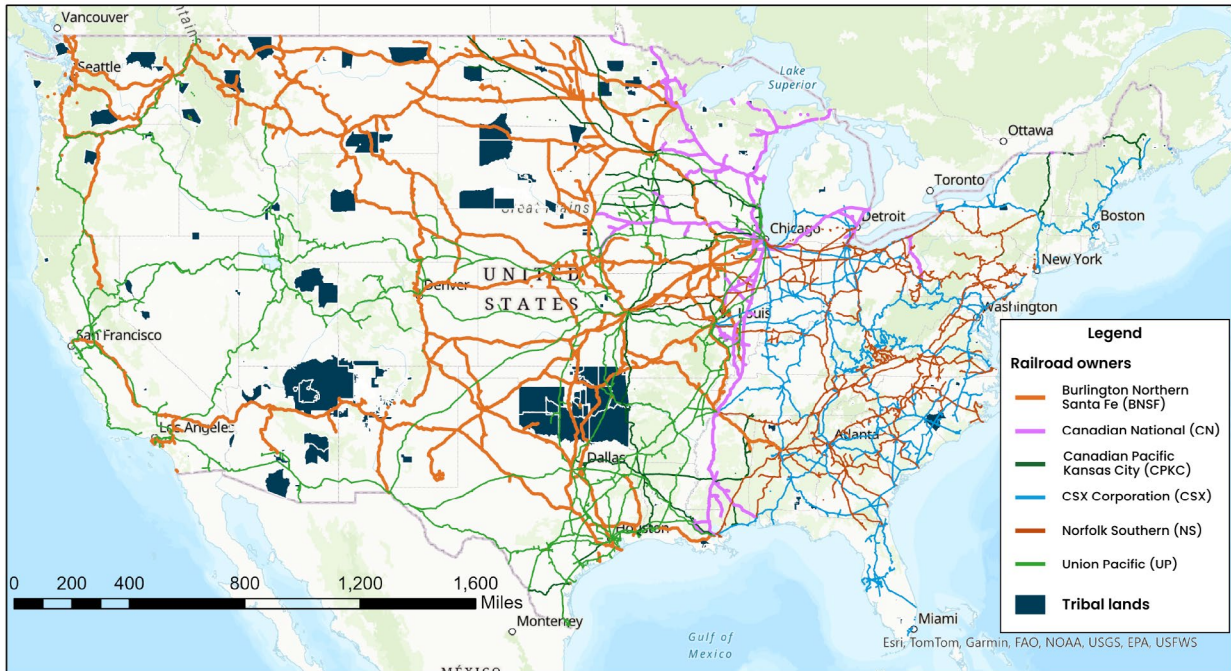 Vancouver
Seattle
Lake
Superior
Ottawa
Toronto
Great Plains
Detroit
Chicago
Boston
New York
UNITED
STATES
Denver
Washington
San Francisco
St. Louis
Los Angeles
Atlanta
Dallas
Houston
Miami
Monterrey
Gulf of
Mexico
MÉXICO
0 200 400 800 1,200 1,600
Miles
Legend
Railroad owners
Burlington Northern
Santa Fe (BNSF)
Canadian National (CN)
Canadian Pacific
Kansas City (CPKC)
CSX Corporation (CSX)
Norfolk Southern (NS)
Union Pacific (UP)
Tribal lands
Esri, TomTom, Garmin, FAO, NOAA, USGS, EPA, USFWS